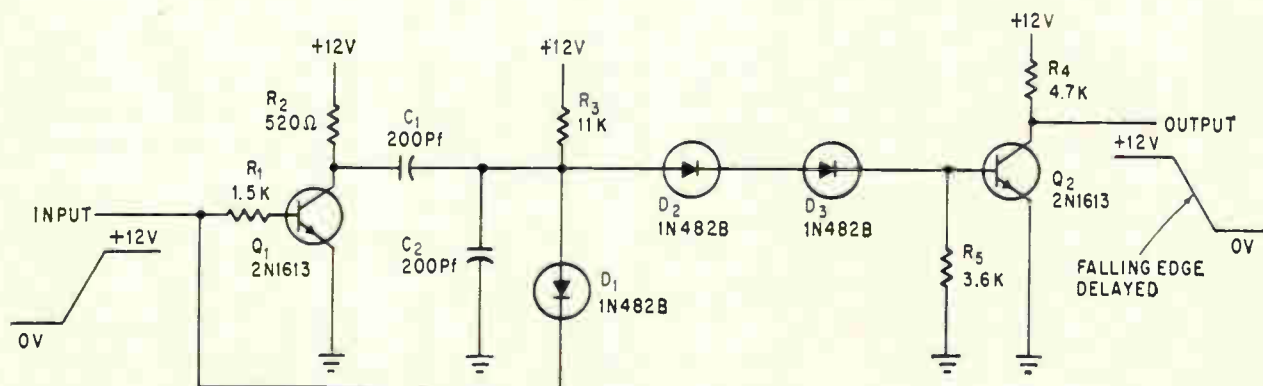 +12V
R2
520Ω
C1
200Pf
+12V
R3
11K
+12V
R4
4.7K
OUTPUT
+12V
0V
FALLING EDGE
DELAYED
R1
1.5K
INPUT
+12V
0V
Q1
2N1613
C2
200Pf
D1
1N482B
D2
1N482B
D3
1N482B
R5
3.6K
Q2
2N1613